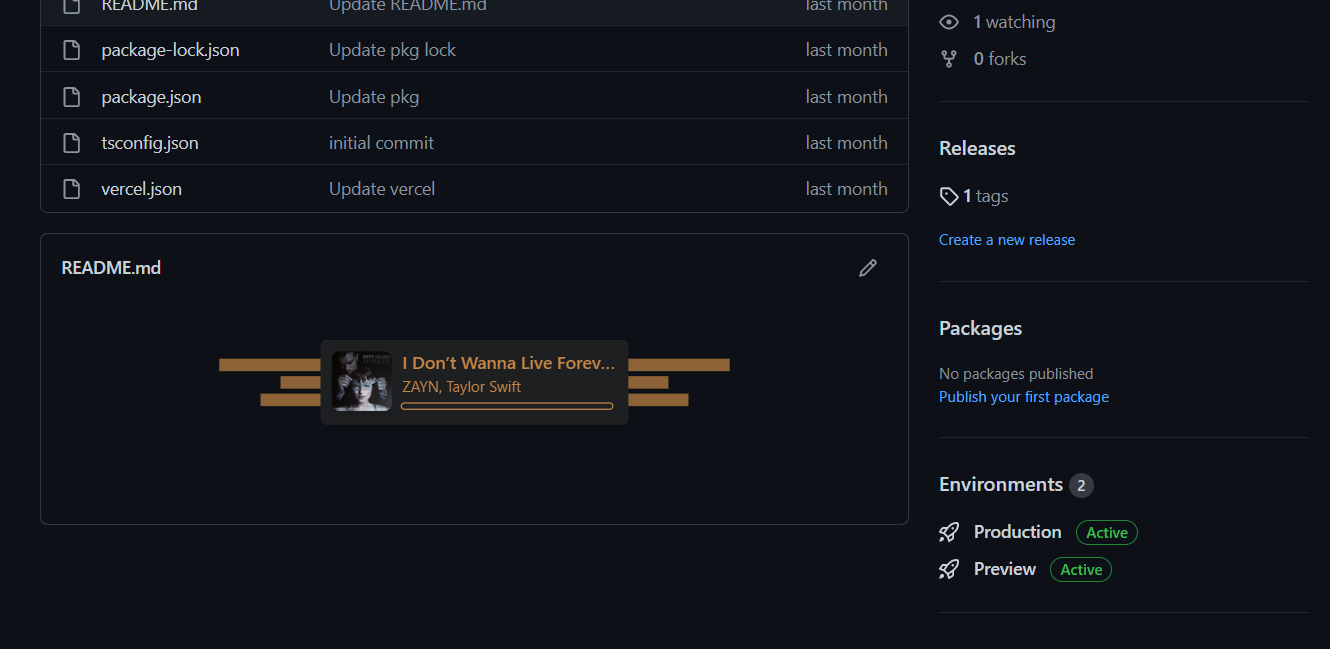 README.md Update README.md last month
package-lock.json Update pkg lock last month
package.json Update pkg last month
tsconfig.json initial commit last month
vercel.json Update vercel last month
README.md
I Don’t Wanna Live Forev...
ZAYN, Taylor Swift
1 watching
0 forks
Releases
1 tags
Create a new release
Packages
No packages published
Publish your first package
Environments 2
Production Active
Preview Active